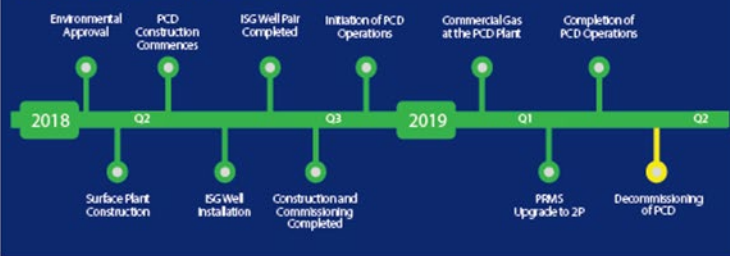 Environmental
Approval
PCD
Construction
Commences
ISG Well Pair
Completed
Initiation of PCD
Operations
Commercial Gas
at the PCD Plant
Completion of
PCD Operations
2018
Q2
Q3
2019
Q1
Q2
Surface Plant
Construction
ISG Well
Installation
Construction and
Commissioning
Completed
PRMS
Upgrade to 2P
Decommissioning
of PCD